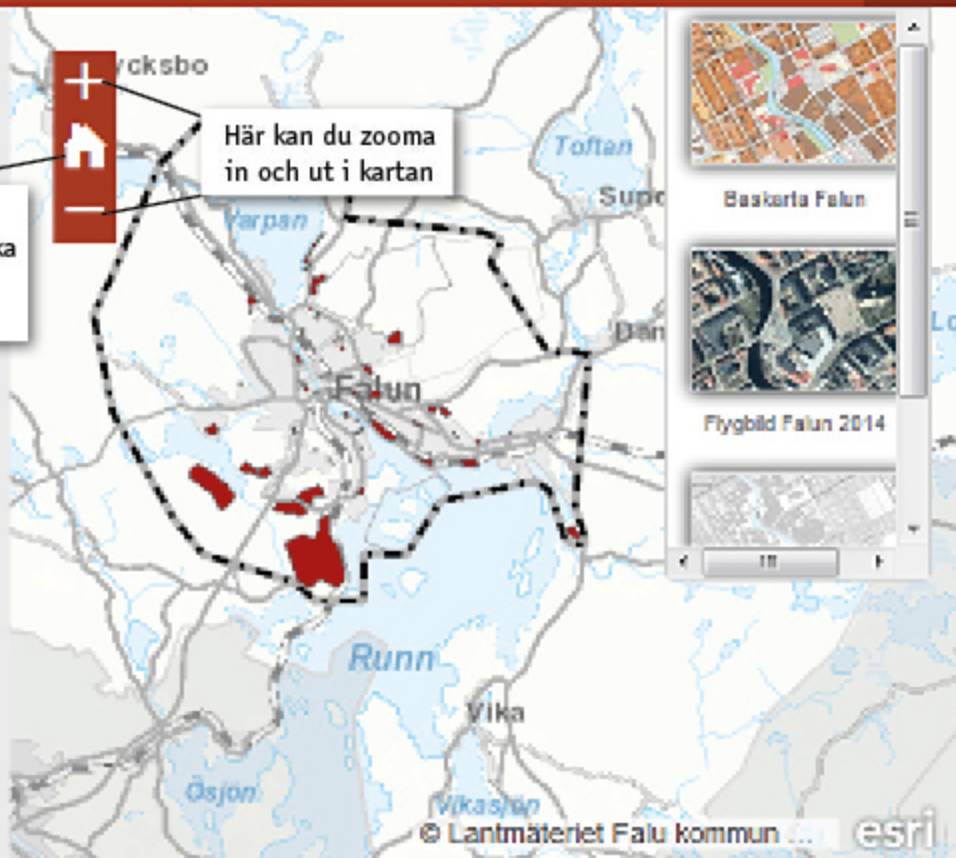 ycksbo
Här kan du zooma
in och ut i kartan
ka
Toftan
Varpan
Falun
Runn
Vika
Ösjön
Vikasjön
Baskarta Falun
Flygbild Falun 2014
© Lantmäteriet Falu kommun ...
esri